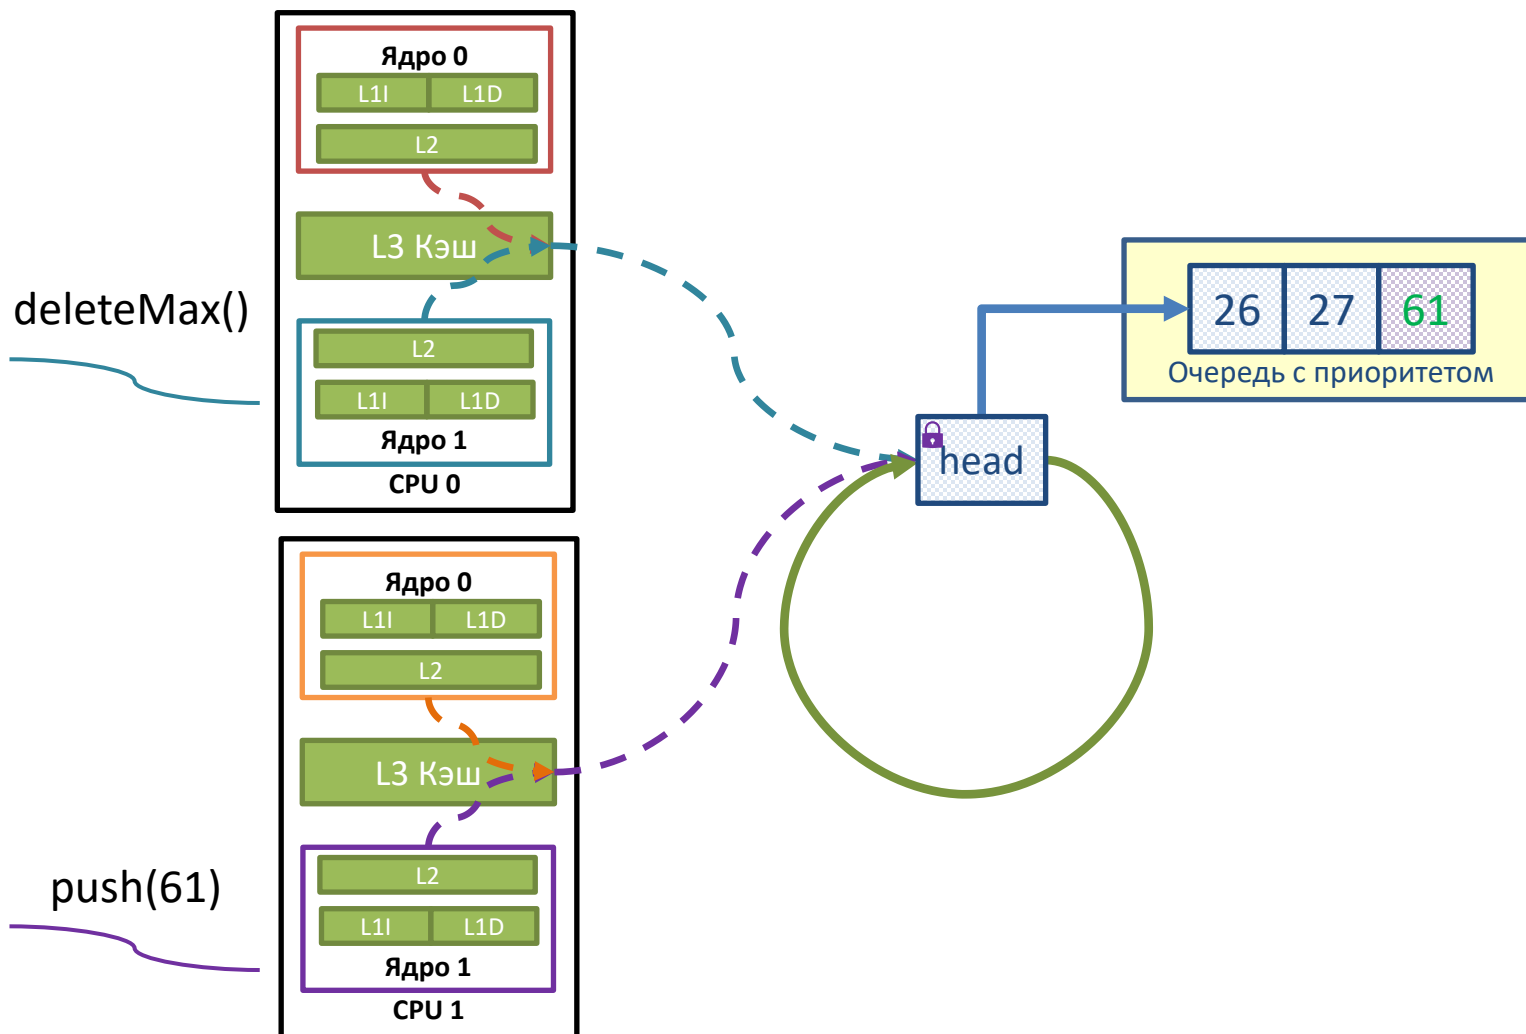 Ядро 0
L1I L1D
L2
L3 Кэш
deleteMax()
L2
L1I L1D
Ядро 1
CPU 0
Ядро 0
L1I L1D
L2
L3 Кэш
push(61)
L2
L1I L1D
Ядро 1
CPU 1
head
26 27 61
Очередь с приоритетом